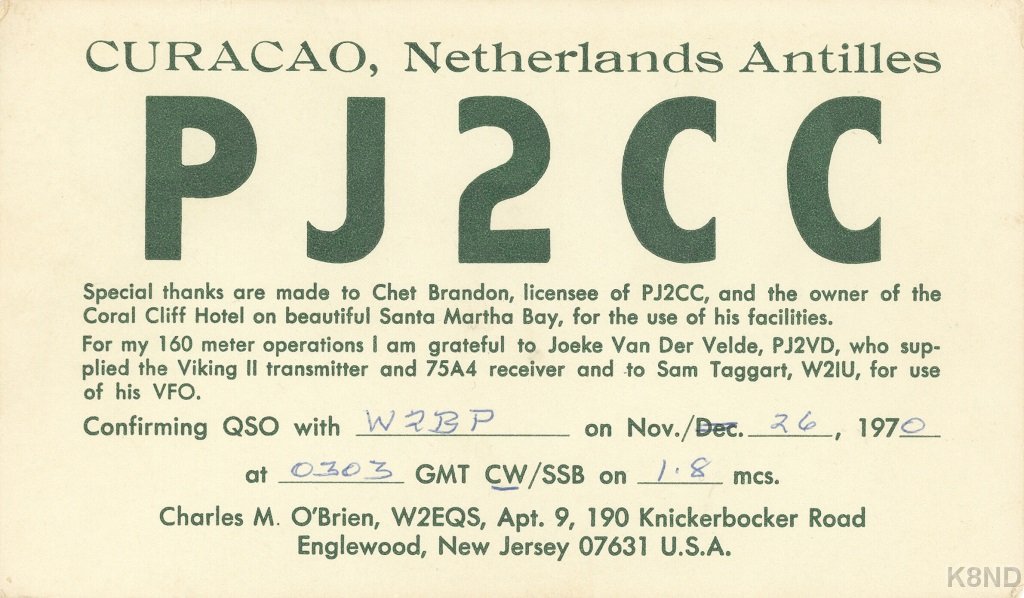 CURACAO, Netherlands Antilles
PJ2CC
Special thanks are made to Chet Brandon, licensee of PJ2CC, and the owner of the
Coral Cliff Hotel on beautiful Santa Martha Bay, for the use of his facilities.
For my 160 meter operations I am grateful to Joeke Van Der Velde, PJ2VD, who sup-
plied the Viking II transmitter and 75A4 receiver and to Sam Taggart, W2IU, for use
of his VFO.
Confirming QSO with W2BP on Nov./Dec. 26, 1970
at 0303 GMT CW/SSB on 1.8 mcs.
Charles M. O'Brien, W2EQS, Apt. 9, 190 Knickerbocker Road
Englewood, New Jersey 07631 U.S.A.
K8ND